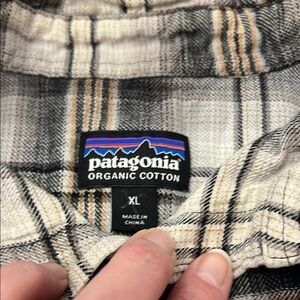 patagonia
ORGANIC COTTON
XL
MADE IN
CHINA